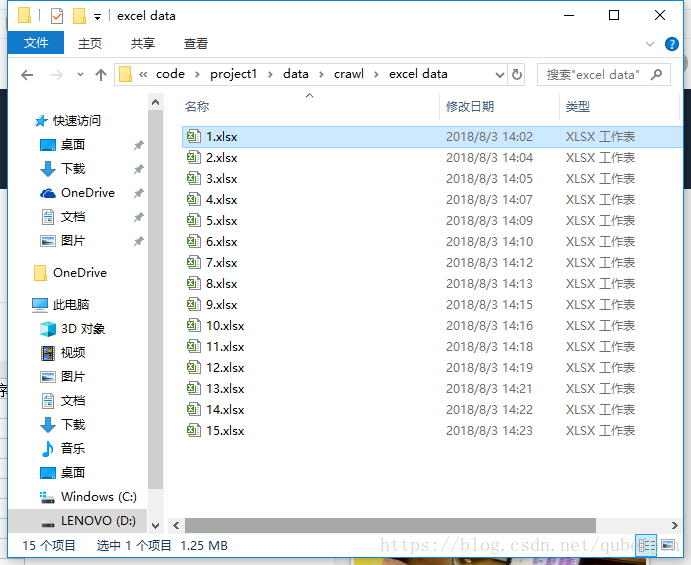 excel data
文件 主页 共享 查看
« code › project1 › data › crawl › excel data 搜索"excel data"
名称 修改日期 类型
快速访问
桌面
下载
OneDrive
文档
图片
OneDrive
此电脑
3D 对象
视频
图片
文档
下载
音乐
桌面
Windows (C:)
LENOVO (D:)
1.xlsx 2018/8/3 14:02 XLSX 工作表
2.xlsx 2018/8/3 14:04 XLSX 工作表
3.xlsx 2018/8/3 14:05 XLSX 工作表
4.xlsx 2018/8/3 14:07 XLSX 工作表
5.xlsx 2018/8/3 14:09 XLSX 工作表
6.xlsx 2018/8/3 14:10 XLSX 工作表
7.xlsx 2018/8/3 14:12 XLSX 工作表
8.xlsx 2018/8/3 14:13 XLSX 工作表
9.xlsx 2018/8/3 14:15 XLSX 工作表
10.xlsx 2018/8/3 14:16 XLSX 工作表
11.xlsx 2018/8/3 14:18 XLSX 工作表
12.xlsx 2018/8/3 14:19 XLSX 工作表
13.xlsx 2018/8/3 14:21 XLSX 工作表
14.xlsx 2018/8/3 14:22 XLSX 工作表
15.xlsx 2018/8/3 14:23 XLSX 工作表
15 个项目 选中 1 个项目 1.25 MB